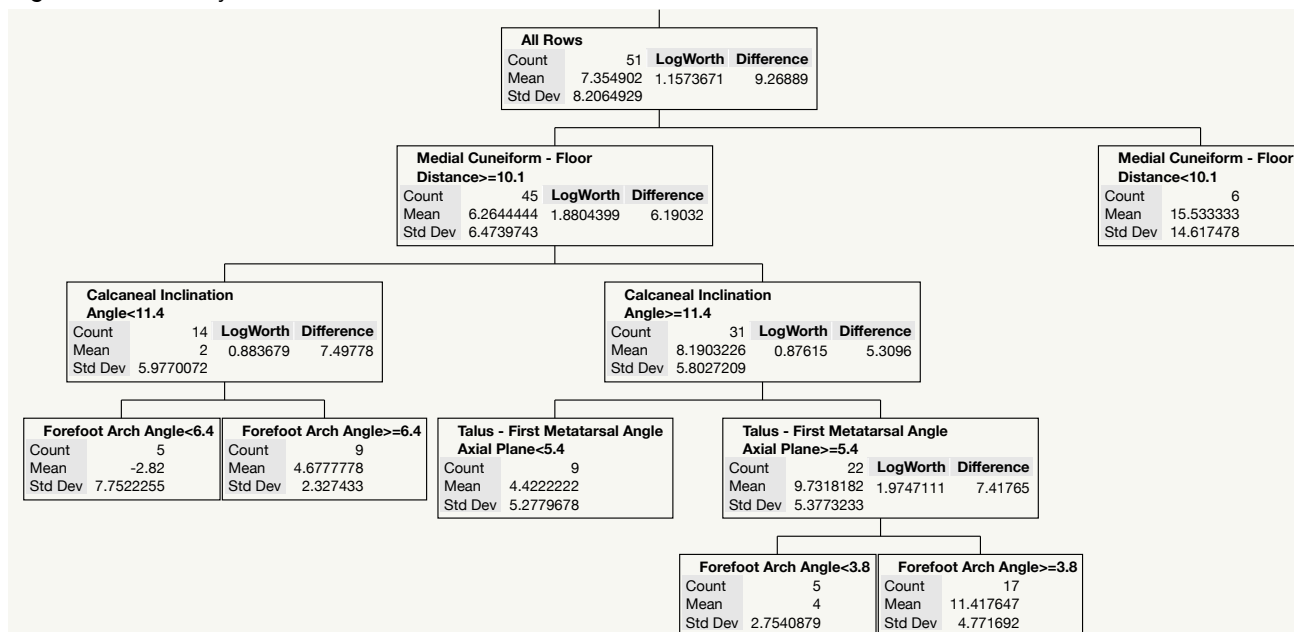 All Rows
Count 51 LogWorth Difference
Mean 7.354902 1.1573671 9.26889
Std Dev 8.2064929
Medial Cuneiform - Floor
Distance>=10.1
Count 45 LogWorth Difference
Mean 6.2644444 1.8804399 6.19032
Std Dev 6.4739743
Medial Cuneiform - Floor
Distance<10.1
Count 6
Mean 15.533333
Std Dev 14.617478
Calcaneal Inclination
Angle<11.4
Count 14 LogWorth Difference
Mean 2 0.883679 7.49778
Std Dev 5.9770072
Calcaneal Inclination
Angle>=11.4
Count 31 LogWorth Difference
Mean 8.1903226 0.87615 5.3096
Std Dev 5.8027209
Forefoot Arch Angle<6.4
Count 5
Mean -2.82
Std Dev 7.7522255
Forefoot Arch Angle>=6.4
Count 9
Mean 4.6777778
Std Dev 2.327433
Talus - First Metatarsal Angle
Axial Plane<5.4
Count 9
Mean 4.4222222
Std Dev 5.2779678
Talus - First Metatarsal Angle
Axial Plane>=5.4
Count 22 LogWorth Difference
Mean 9.7318182 1.9747111 7.41765
Std Dev 5.3773233
Forefoot Arch Angle<3.8
Count 5
Mean 4
Std Dev 2.7540879
Forefoot Arch Angle>=3.8
Count 17
Mean 11.417647
Std Dev 4.771692